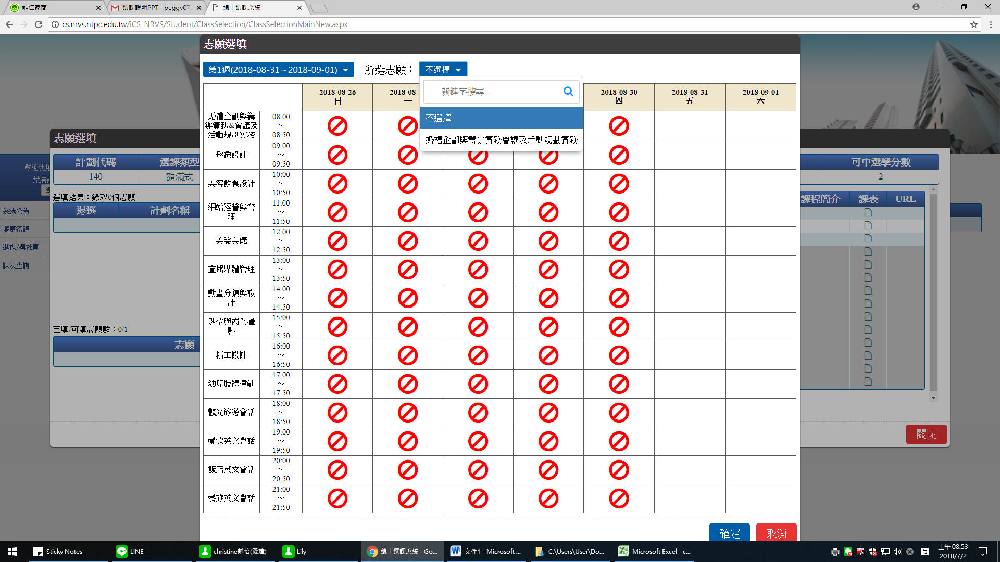 能仁家商
選課說明PPT - peggy070
線上選課系統
cs.nrvs.ntpc.edu.tw/iCS_NRVS/Student/ClassSelection/ClassSelectionMainNew.aspx
志願選填
第1週(2018-08-31～2018-09-01)
所選志願：
不選擇
關鍵字搜尋...
不選擇
婚禮企劃與籌辦實務會議及活動規劃實務
2018-08-26
日
2018-08-
一
2018-08-30
四
2018-08-31
五
2018-09-01
六
婚禮企劃與籌
辦實務&會議及
活動規劃實務
08:00
～
08:50
形象設計
09:00
～
09:50
美容飲食設計
10:00
～
10:50
網站經營與管
理
11:00
～
11:50
美姿美儀
12:00
～
12:50
直播媒體管理
13:00
～
13:50
動畫分鏡與設
計
14:00
～
14:50
數位與商業攝
影
15:00
～
15:50
精工設計
16:00
～
16:50
幼兒肢體律動
17:00
～
17:50
觀光旅遊會話
18:00
～
18:50
餐飲英文會話
19:00
～
19:50
飯店英文會話
20:00
～
20:50
餐旅英文會話
21:00
～
21:50
確定
取消
志願選填
計劃代碼
選課類型
140
額滿式
選填結果：錄取0個志願
退選
計劃名稱
已填/可填志願數：0/1
志願
歡迎使用
葉浩
登
系統公告
變更密碼
選課/選社團
課表查詢
可中選學分數
2
課程簡介
課表
URL
關閉
Sticky Notes
LINE
christine靜怡(豫璋)
Lily
線上選課系統 - Go...
文件1 - Microsoft ...
C:\Users\User\Do...
Microsoft Excel - c...
上午 08:53
2018/7/2